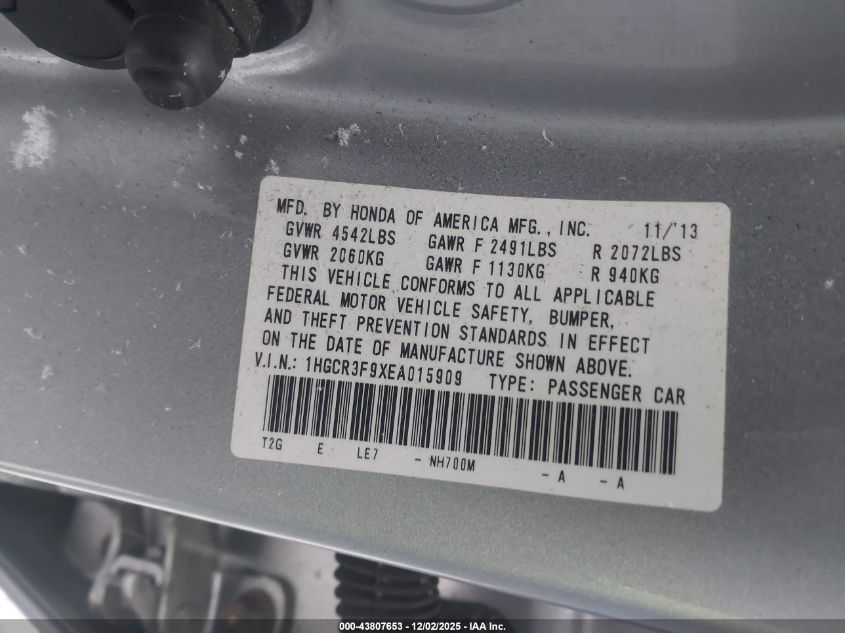 MFD. BY HONDA OF AMERICA MFG., INC. 11/'13
GVWR 4542LBS GAWR F 2491LBS R 2072LBS
GVWR 2060KG GAWR F 1130KG R 940KG
THIS VEHICLE CONFORMS TO ALL APPLICABLE
FEDERAL MOTOR VEHICLE SAFETY, BUMPER,
AND THEFT PREVENTION STANDARDS IN EFFECT
ON THE DATE OF MANUFACTURE SHOWN ABOVE.
V.I.N.: 1HGCR3F9XEA015909 TYPE: PASSENGER CAR
T2G E LE7 - NH700M - A - A
000-43807653 - 12/02/2025 - IAA Inc.